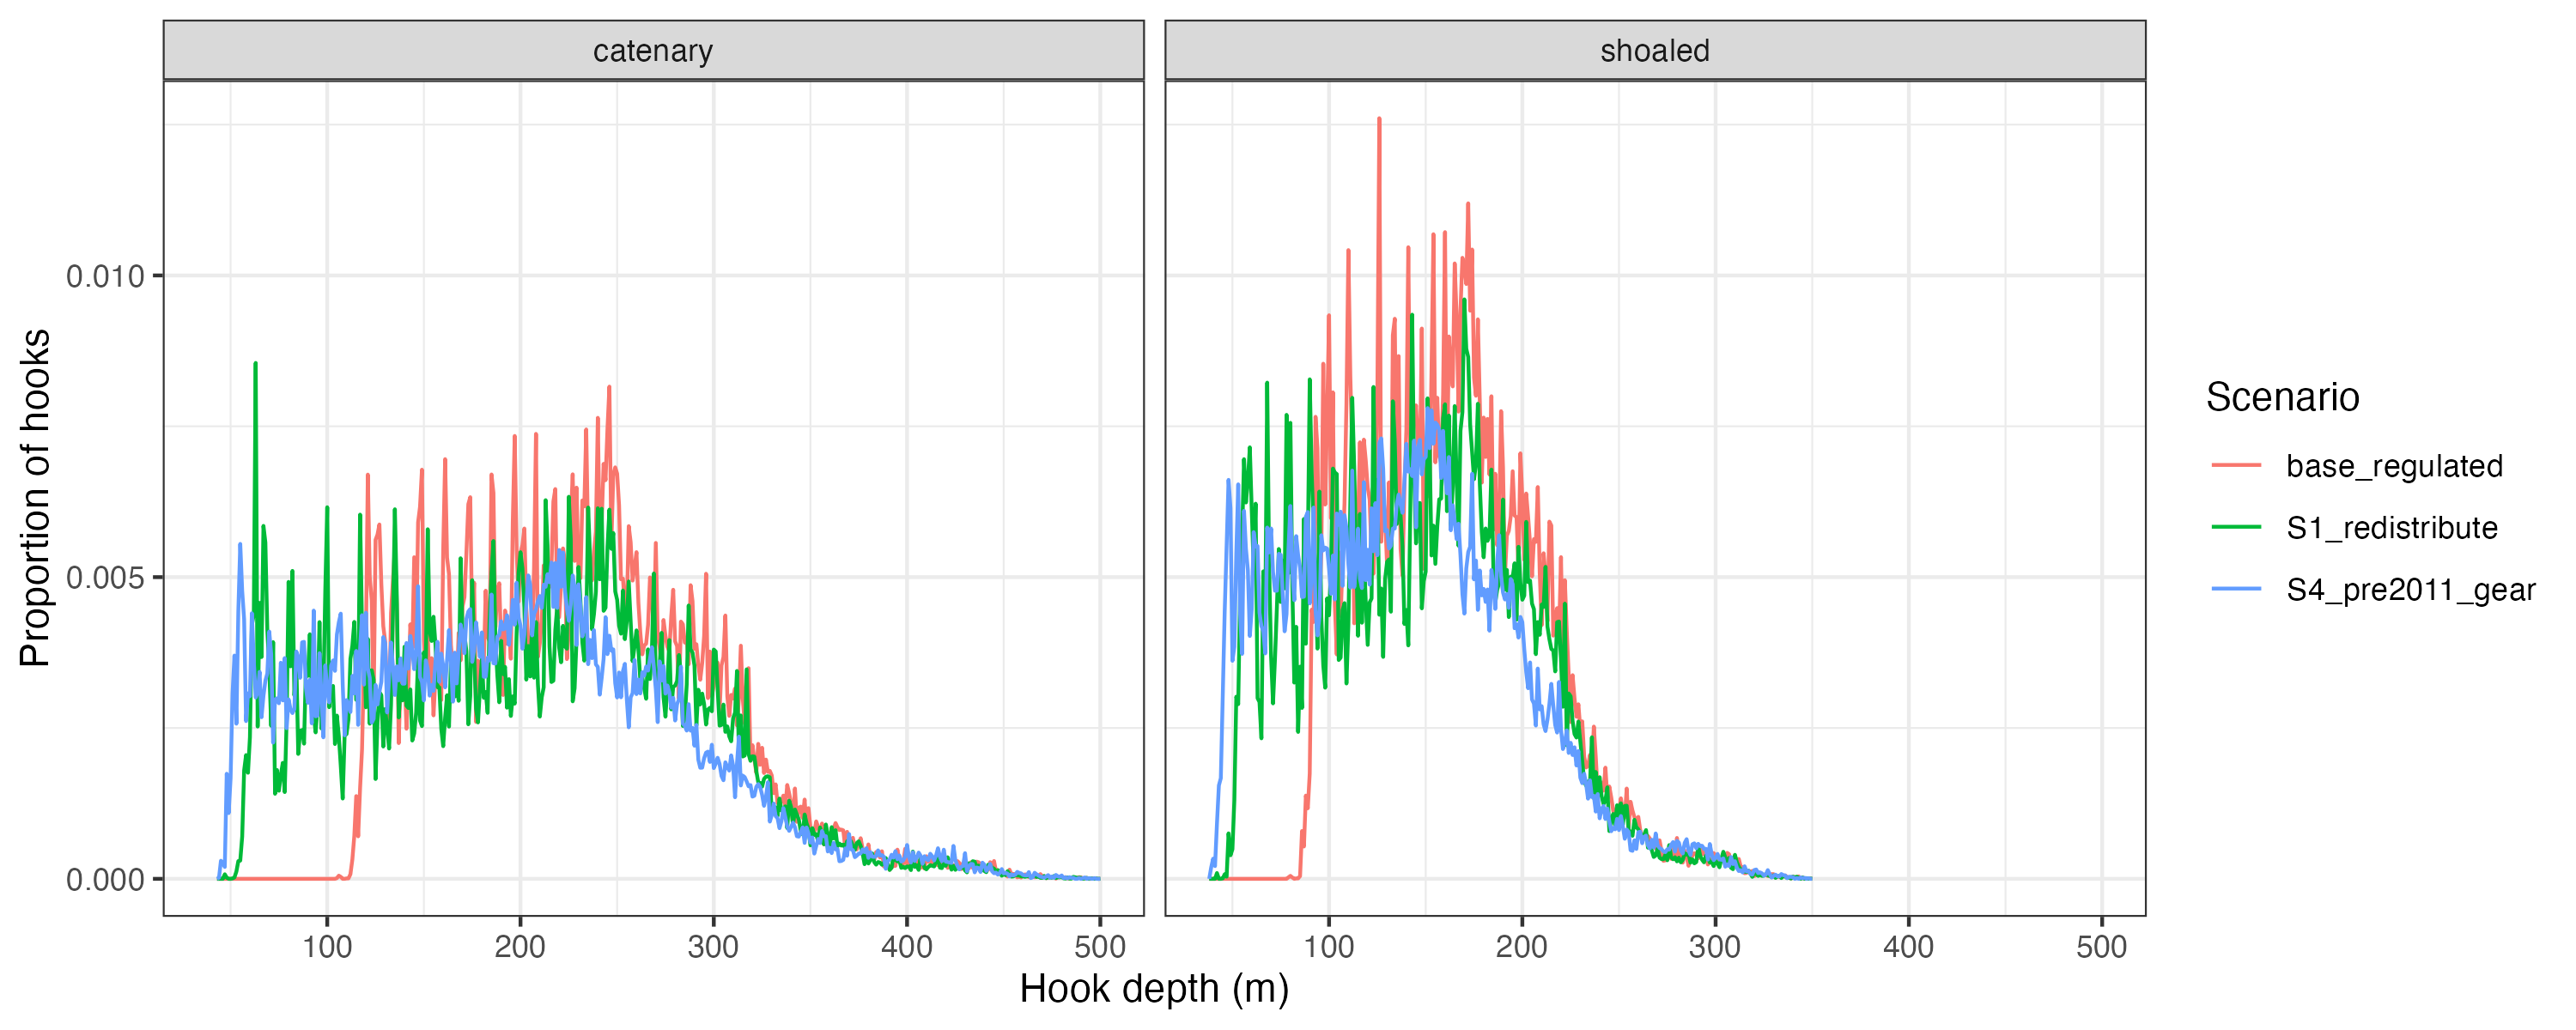 catenary
shoaled
Proportion of hooks
0.010
0.005
0.000
100 200 300 400 500
100 200 300 400 500
Hook depth (m)
Scenario
base_regulated
S1_redistribute
S4_pre2011_gear